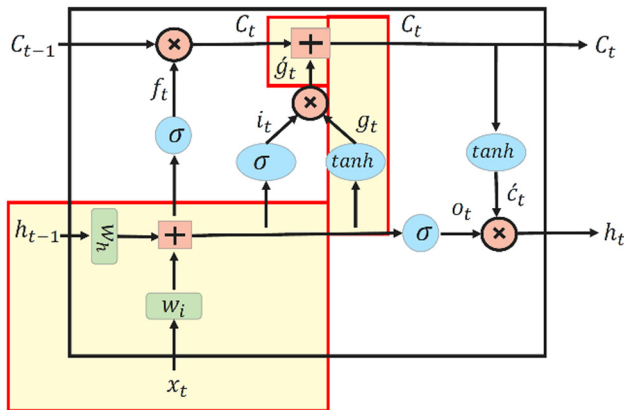 C_{t-1} × C_t + C_t C_t
f_t ǵ_t
i_t × g_t
σ σ tanh tanh
h_{t-1} w_h + σ o_t ć_t × h_t
w_i
x_t